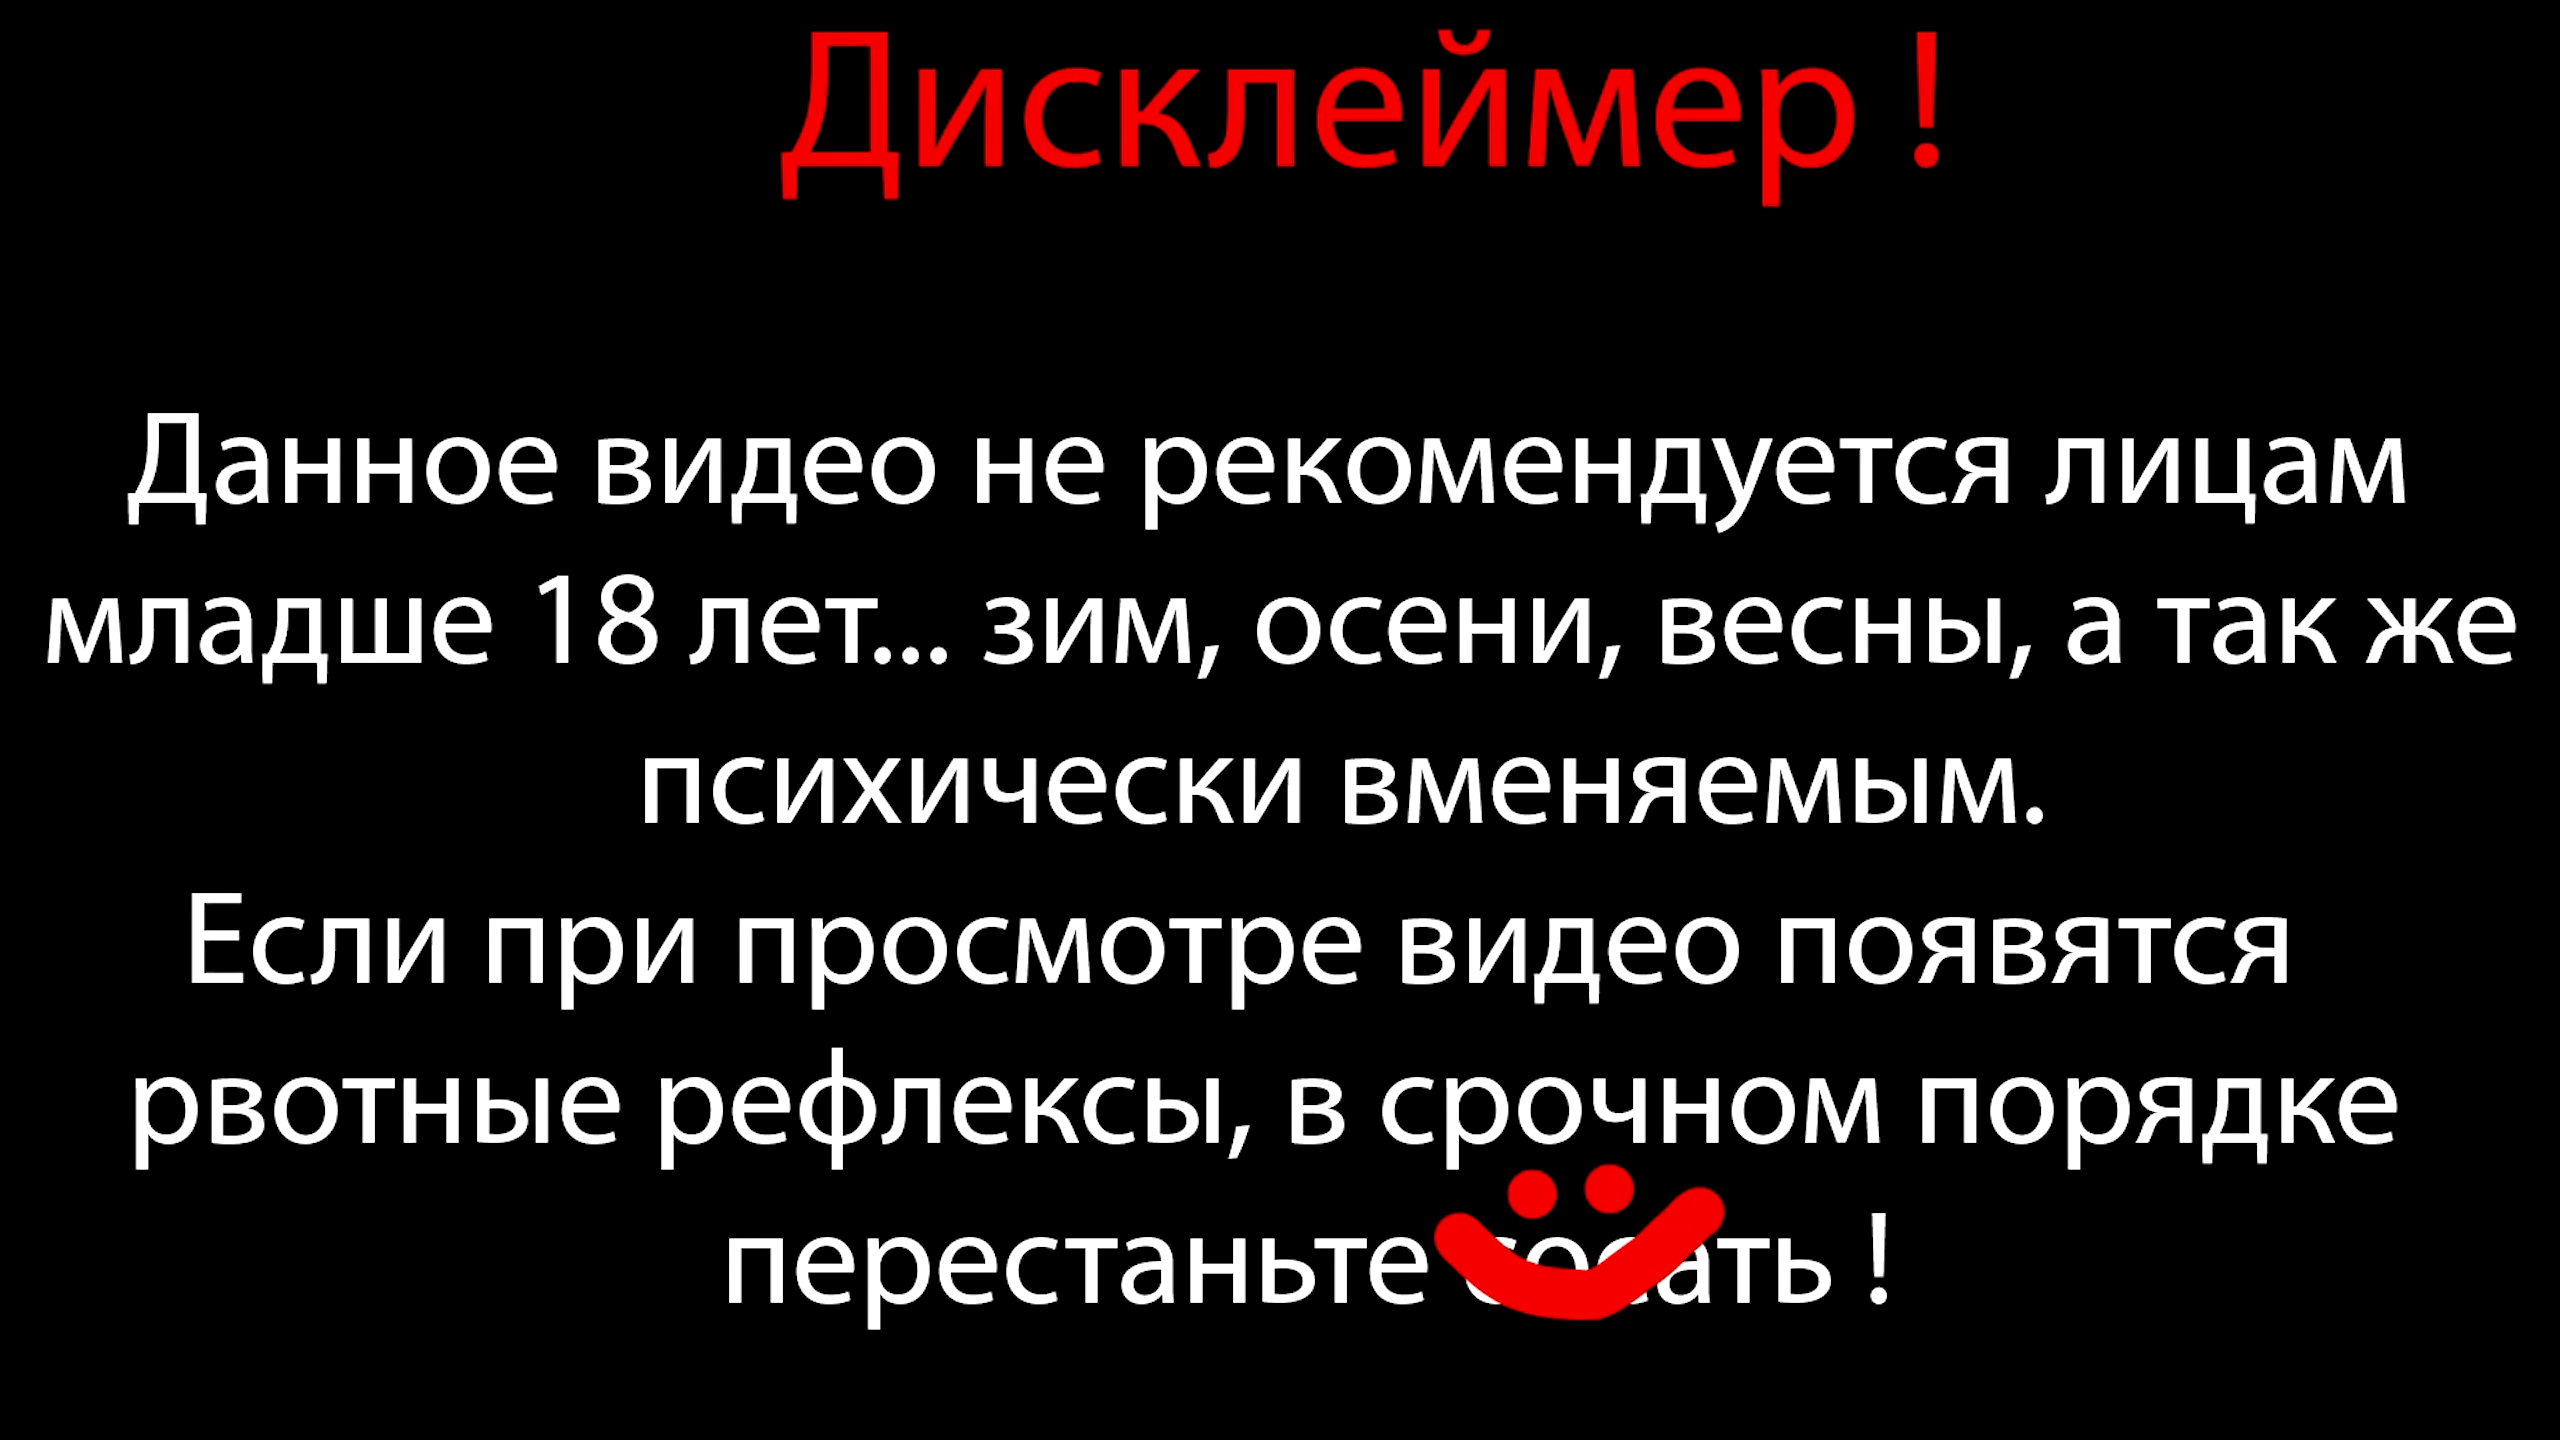 Дисклеймер !
Данное видео не рекомендуется лицам
младше 18 лет... зим, осени, весны, а так же
психически вменяемым.
Если при просмотре видео появятся
рвотные рефлексы, в срочном порядке
перестаньте сосать !